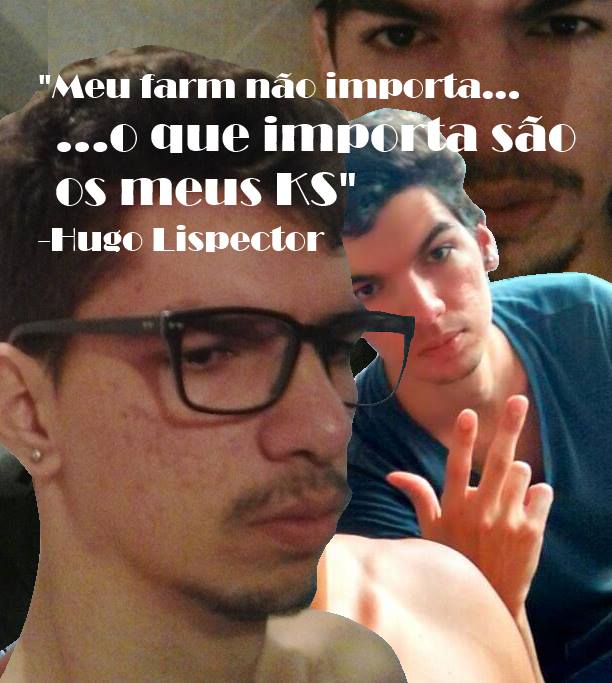 "Meu farm não importa...
...o que importa são
os meus KS"
-Hugo Lispector